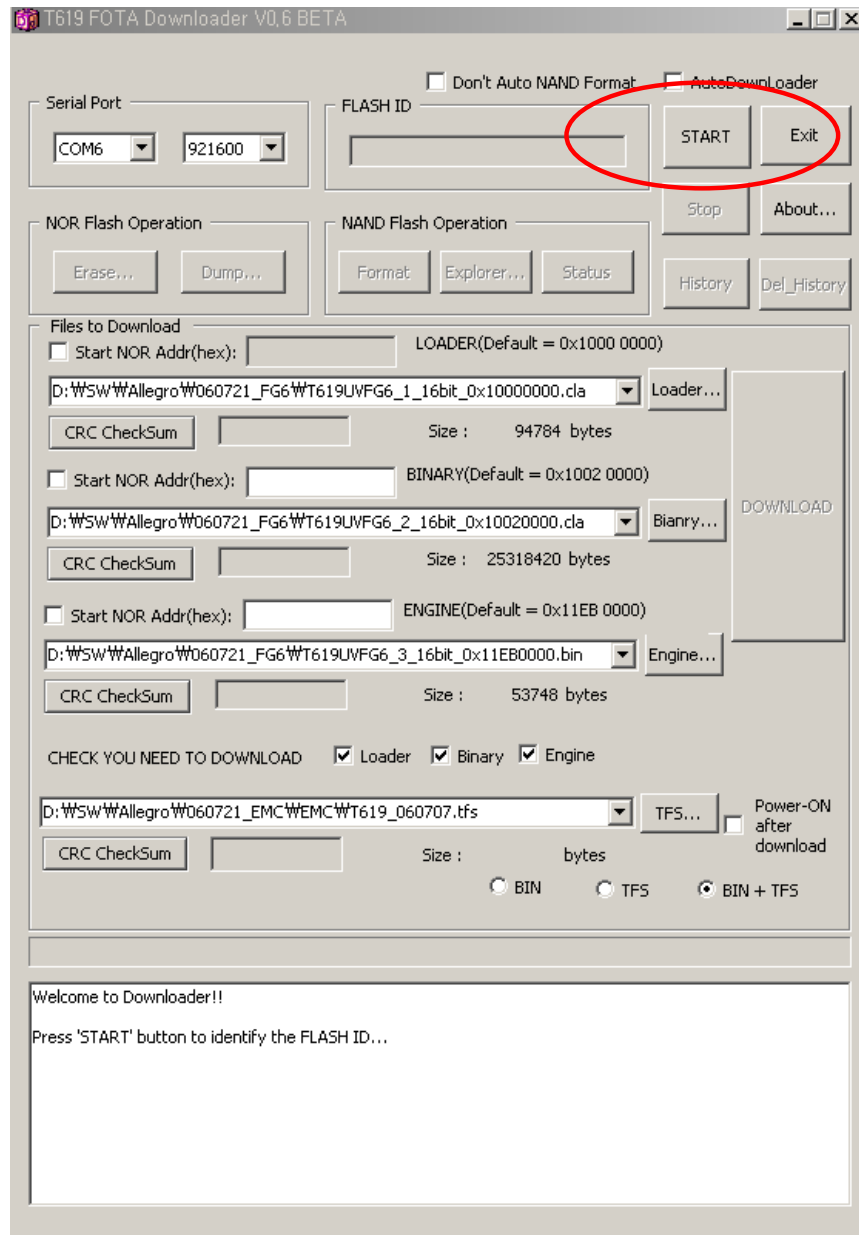 T619 FOTA Downloader V0,6 BETA
Don't Auto NAND Format
AutoDownLoader
Serial Port
FLASH ID
COM6
921600
START
Exit
Stop
About...
NOR Flash Operation
NAND Flash Operation
Erase...
Dump...
Format
Explorer...
Status
History
Del_History
Files to Download
Start NOR Addr(hex):
LOADER(Default = 0x1000 0000)
D:₩SW₩Allegro₩060721_FG6₩T619UVFG6_1_16bit_0x10000000.cla
Loader...
CRC CheckSum
Size : 94784 bytes
Start NOR Addr(hex):
BINARY(Default = 0x1002 0000)
DOWNLOAD
D:₩SW₩Allegro₩060721_FG6₩T619UVFG6_2_16bit_0x10020000.cla
Bianry...
CRC CheckSum
Size : 25318420 bytes
Start NOR Addr(hex):
ENGINE(Default = 0x11EB 0000)
D:₩SW₩Allegro₩060721_FG6₩T619UVFG6_3_16bit_0x11EB0000.bin
Engine...
CRC CheckSum
Size : 53748 bytes
CHECK YOU NEED TO DOWNLOAD
Loader
Binary
Engine
D:₩SW₩Allegro₩060721_EMC₩EMC₩T619_060707.tfs
TFS...
Power-ON
after
download
CRC CheckSum
Size : bytes
BIN
TFS
BIN + TFS
Welcome to Downloader!!
Press 'START' button to identify the FLASH ID...